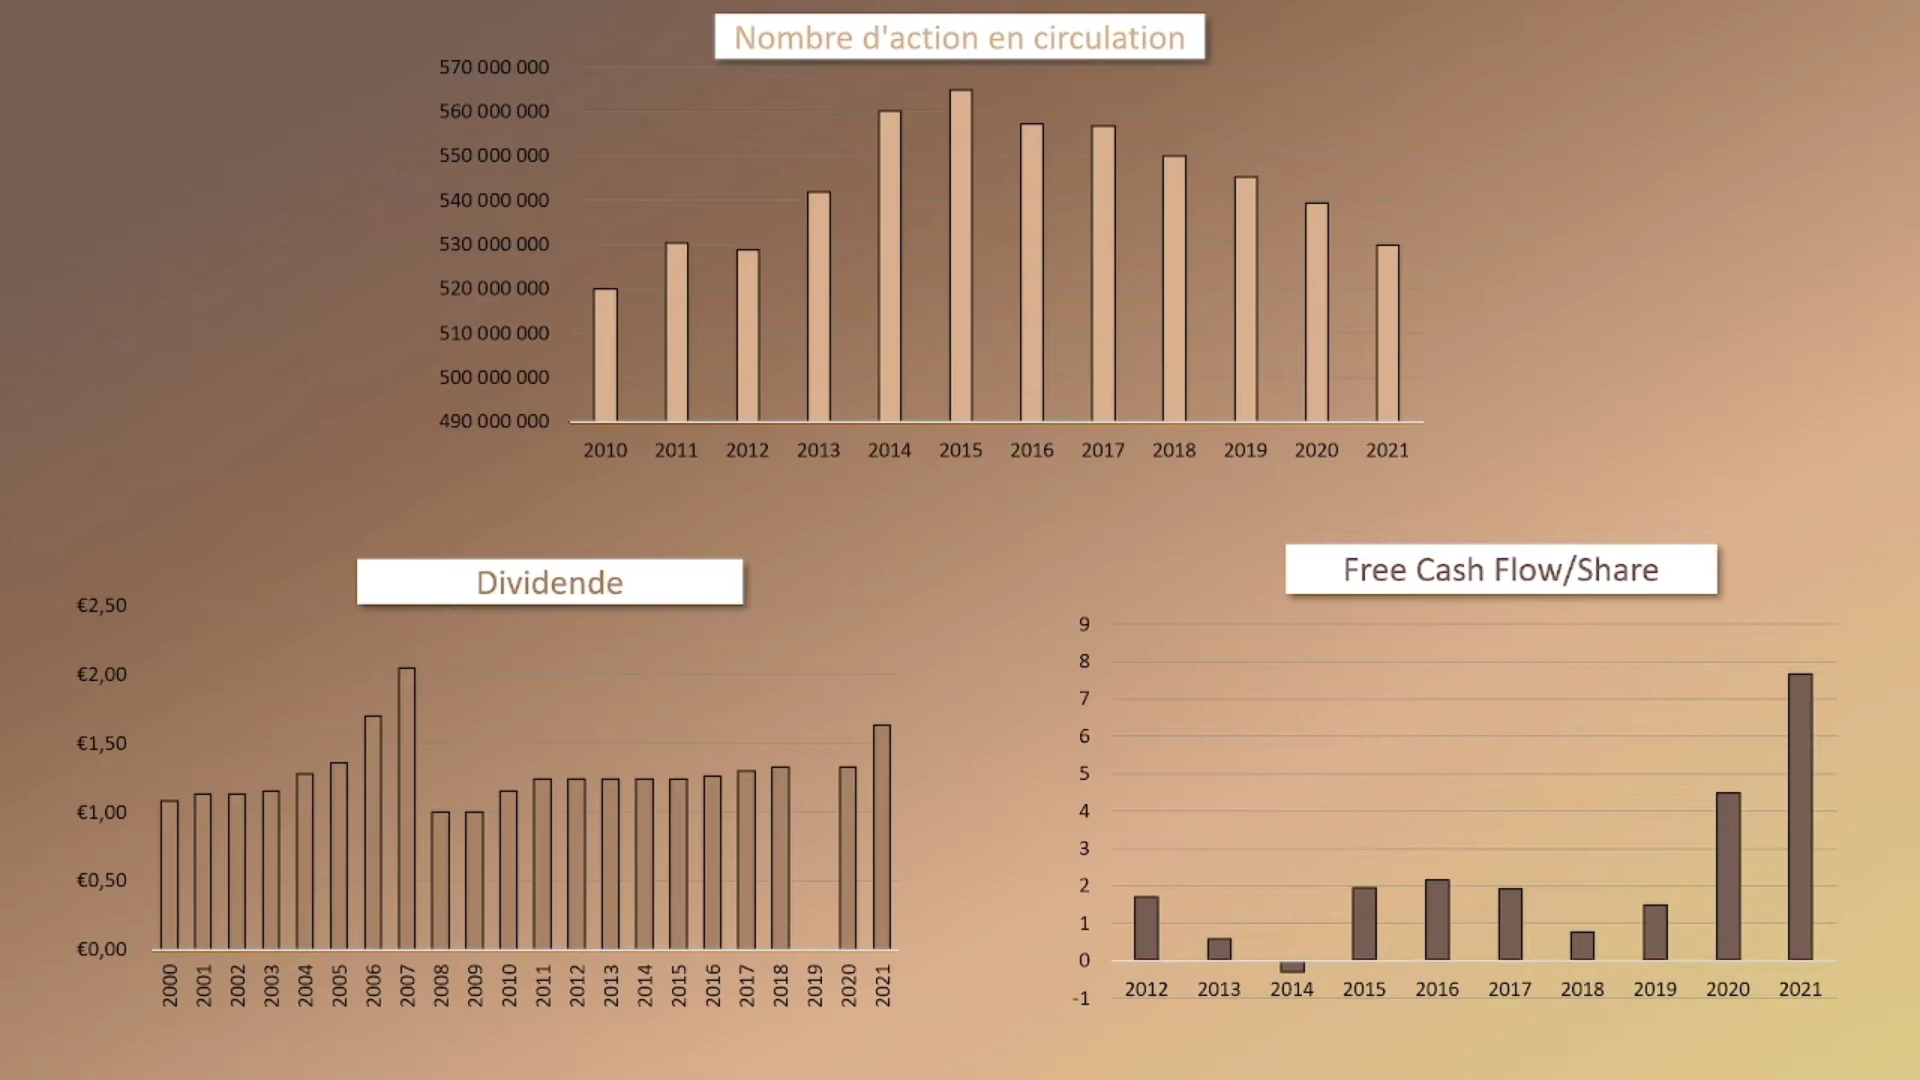 Nombre d'action en circulation
570 000 000
560 000 000
550 000 000
540 000 000
530 000 000
520 000 000
510 000 000
500 000 000
490 000 000
2010 2011 2012 2013 2014 2015 2016 2017 2018 2019 2020 2021
Dividende
€2,50
€2,00
€1,50
€1,00
€0,50
€0,00
2000 2001 2002 2003 2004 2005 2006 2007 2008 2009 2010 2011 2012 2013 2014 2015 2016 2017 2018 2019 2020 2021
Free Cash Flow/Share
9
8
7
6
5
4
3
2
1
0
-1
2012 2013 2014 2015 2016 2017 2018 2019 2020 2021